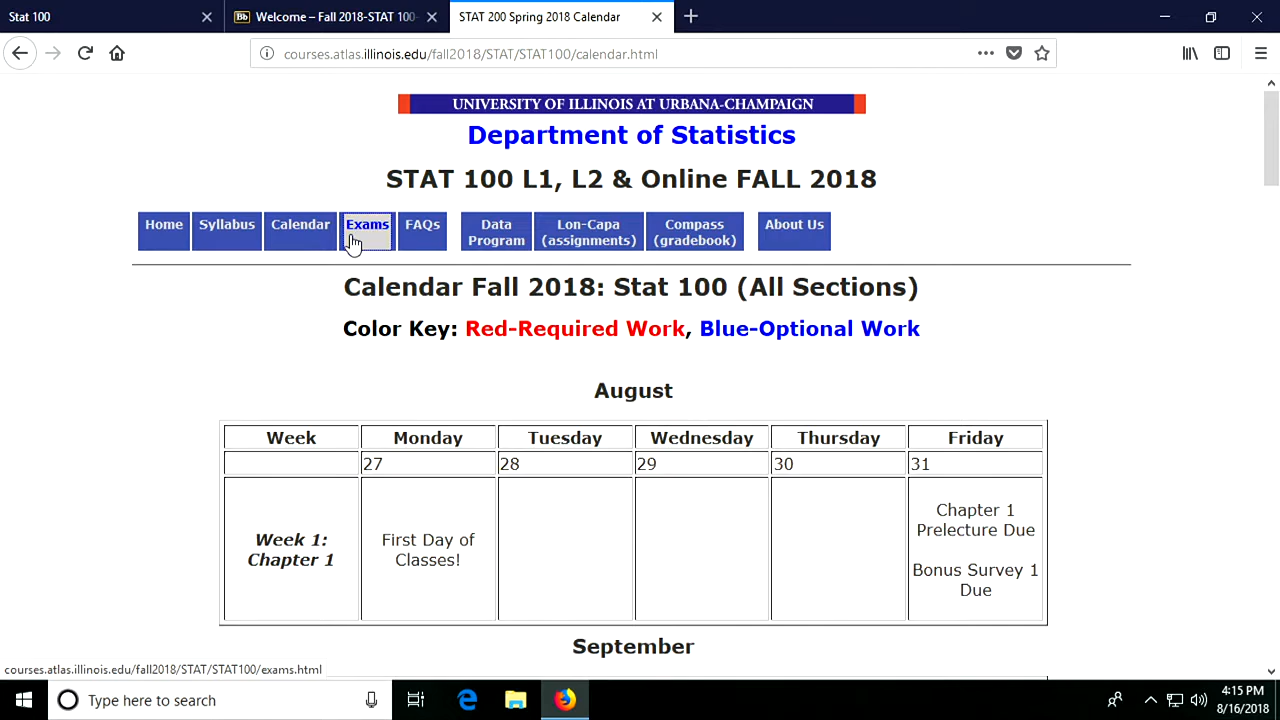 Stat 100
Bb Welcome – Fall 2018-STAT 100-
STAT 200 Spring 2018 Calendar
courses.atlas.illinois.edu/fall2018/STAT/STAT100/calendar.html
UNIVERSITY OF ILLINOIS AT URBANA-CHAMPAIGN
Department of Statistics
STAT 100 L1, L2 & Online FALL 2018
Home Syllabus Calendar Exams FAQs Data Program Lon-Capa (assignments) Compass (gradebook) About Us
Calendar Fall 2018: Stat 100 (All Sections)
Color Key: Red-Required Work, Blue-Optional Work
August
Week Monday Tuesday Wednesday Thursday Friday
27 28 29 30 31
Week 1: Chapter 1
First Day of Classes!
Chapter 1 Prelecture Due
Bonus Survey 1 Due
September
courses.atlas.illinois.edu/fall2018/STAT/STAT100/exams.html
Type here to search
4:15 PM
8/16/2018